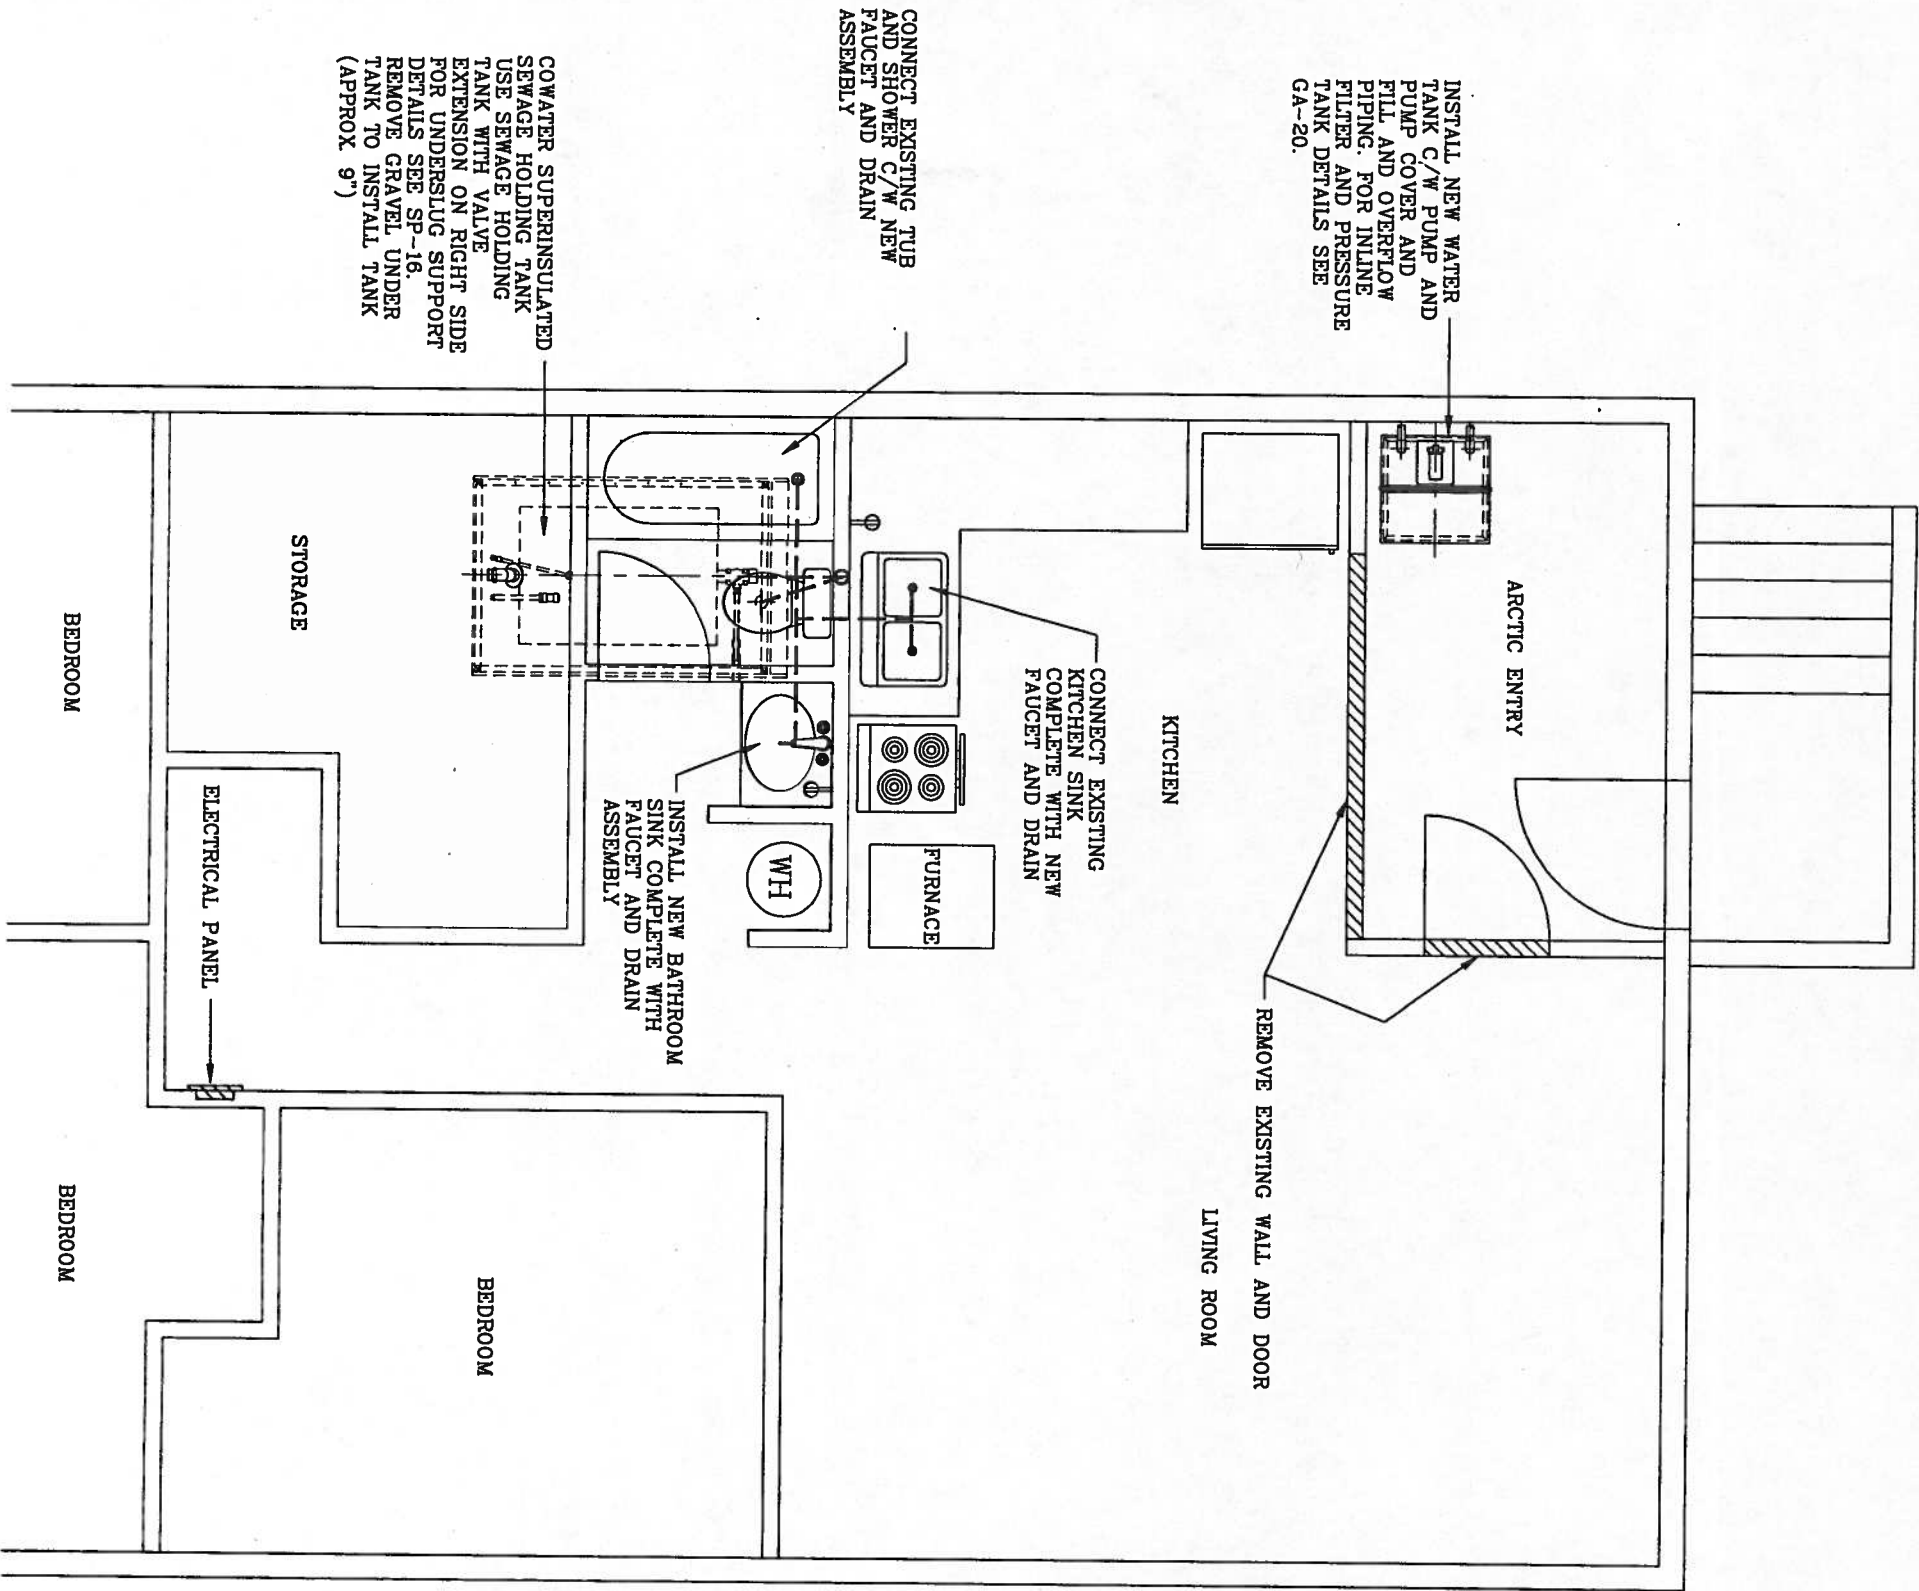 INSTALL NEW WATER
TANK C/W PUMP AND
PUMP COVER AND
FILL AND OVERFLOW
PIPING. FOR INLINE
FILTER AND PRESSURE
TANK DETAILS SEE
GA-20.
ARCTIC ENTRY
REMOVE EXISTING WALL AND DOOR
LIVING ROOM
KITCHEN
CONNECT EXISTING
KITCHEN SINK
COMPLETE WITH NEW
FAUCET AND DRAIN
CONNECT EXISTING TUB
AND SHOWER C/W NEW
FAUCET AND DRAIN
ASSEMBLY
FURNACE
WH
INSTALL NEW BATHROOM
SINK COMPLETE WITH
FAUCET AND DRAIN
ASSEMBLY
COWATER SUPERINSULATED
SEWAGE HOLDING TANK
USE SEWAGE HOLDING
TANK WITH VALVE
EXTENSION ON RIGHT SIDE
FOR UNDERSLUG SUPPORT
DETAILS SEE SP-16.
REMOVE GRAVEL UNDER
TANK TO INSTALL TANK
(APPROX 9")
STORAGE
ELECTRICAL PANEL
BEDROOM
BEDROOM
BEDROOM